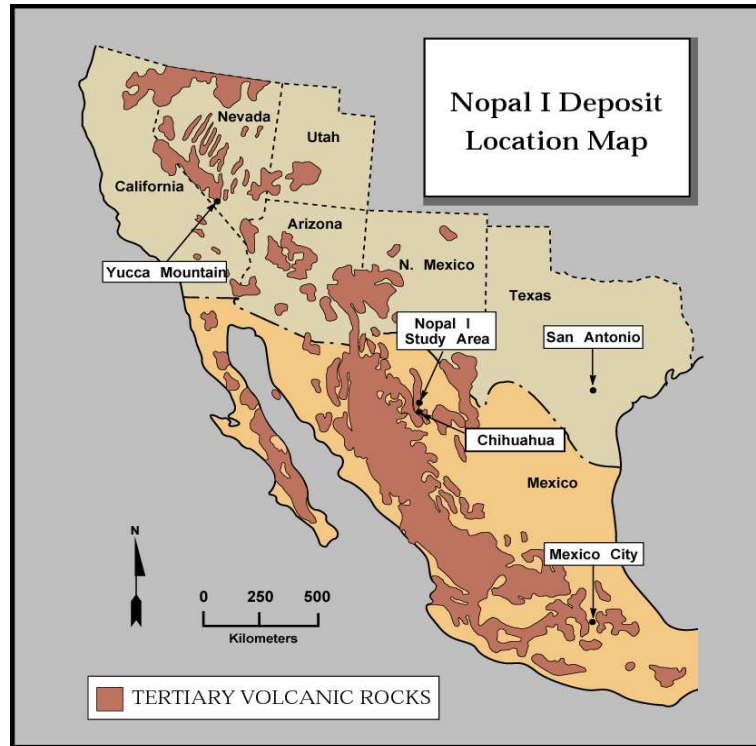 Nopal I Deposit
Location Map
Nevada
Utah
California
Arizona
Yucca Mountain
N. Mexico
Texas
Nopal I
Study Area
San Antonio
Chihuahua
Mexico
N
Mexico City
0 250 500
Kilometers
TERTIARY VOLCANIC ROCKS